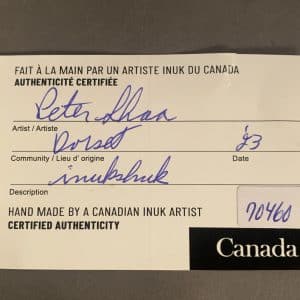 FAIT À LA MAIN PAR UN ARTISTE INUK DU CANADA
AUTHENTICITÉ CERTIFIÉE
Peter Shaa
Artist / Artiste
Dorset '23
Community / Lieu d' origine Date
inukshuk
Description
HAND MADE BY A CANADIAN INUK ARTIST
CERTIFIED AUTHENTICITY
70460
Canada